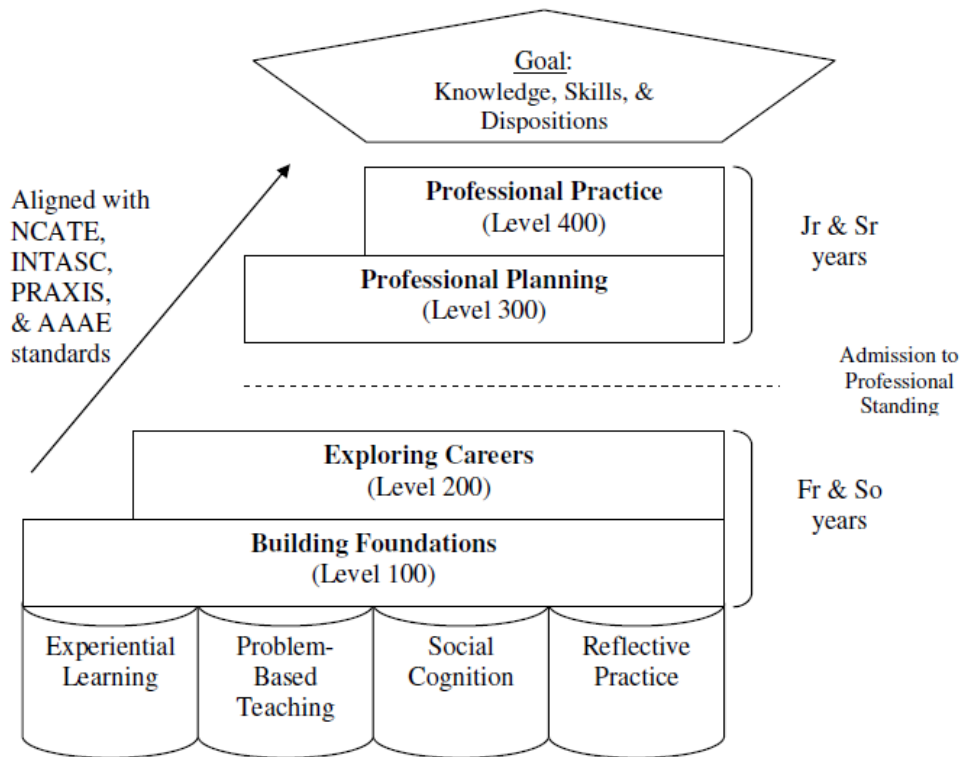 Goal:
Knowledge, Skills, &
Dispositions
Aligned with
NCATE,
INTASC,
PRAXIS,
& AAAE
standards
Professional Practice
(Level 400)
Professional Planning
(Level 300)
Jr & Sr
years
Admission to
Professional
Standing
Exploring Careers
(Level 200)
Building Foundations
(Level 100)
Fr & So
years
Experiential
Learning
Problem-
Based
Teaching
Social
Cognition
Reflective
Practice